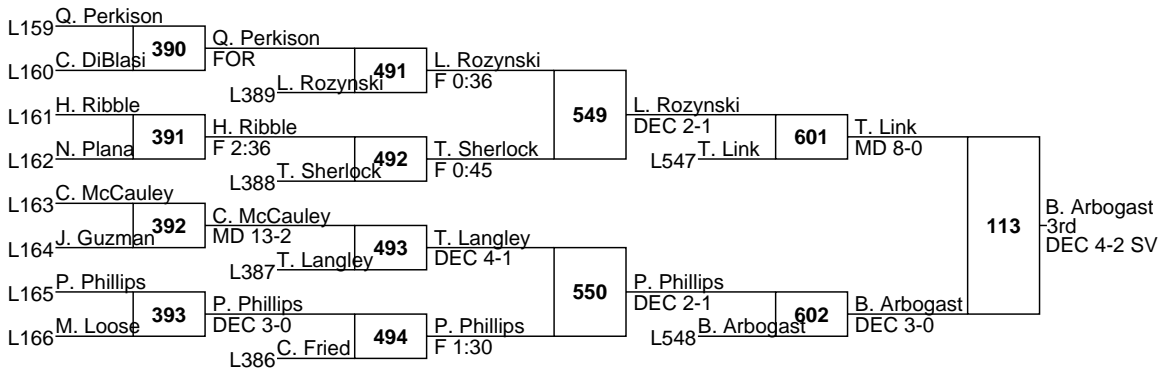 L159 Q. Perkison
390
L160 C. DiBlasi
Q. Perkison
FOR
491
L389 L. Rozynski
L. Rozynski
F 0:36
L161 H. Ribble
391
L162 N. Plana
H. Ribble
F 2:36
492
L388 T. Sherlock
T. Sherlock
F 0:45
549
L. Rozynski
DEC 2-1
L547 T. Link
601
T. Link
MD 8-0
L163 C. McCauley
392
L164 J. Guzman
C. McCauley
MD 13-2
493
L387 T. Langley
T. Langley
DEC 4-1
L165 P. Phillips
393
L166 M. Loose
P. Phillips
DEC 3-0
494
L386 C. Fried
P. Phillips
F 1:30
550
P. Phillips
DEC 2-1
L548 B. Arbogast
602
B. Arbogast
DEC 3-0
113
B. Arbogast
3rd
DEC 4-2 SV